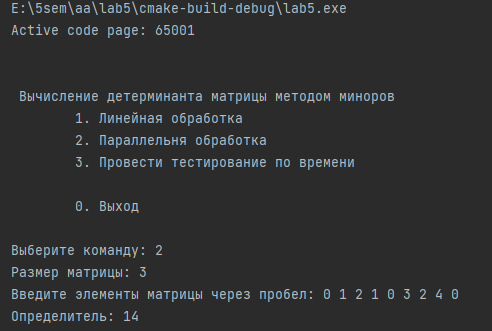 E:\5sem\aa\lab5\cmake-build-debug\lab5.exe
Active code page: 65001
Вычисление детерминанта матрицы методом миноров
1. Линейная обработка
2. Параллельня обработка
3. Провести тестирование по времени
0. Выход
Выберите команду: 2
Размер матрицы: 3
Введите элементы матрицы через пробел: 0 1 2 1 0 3 2 4 0
Определитель: 14